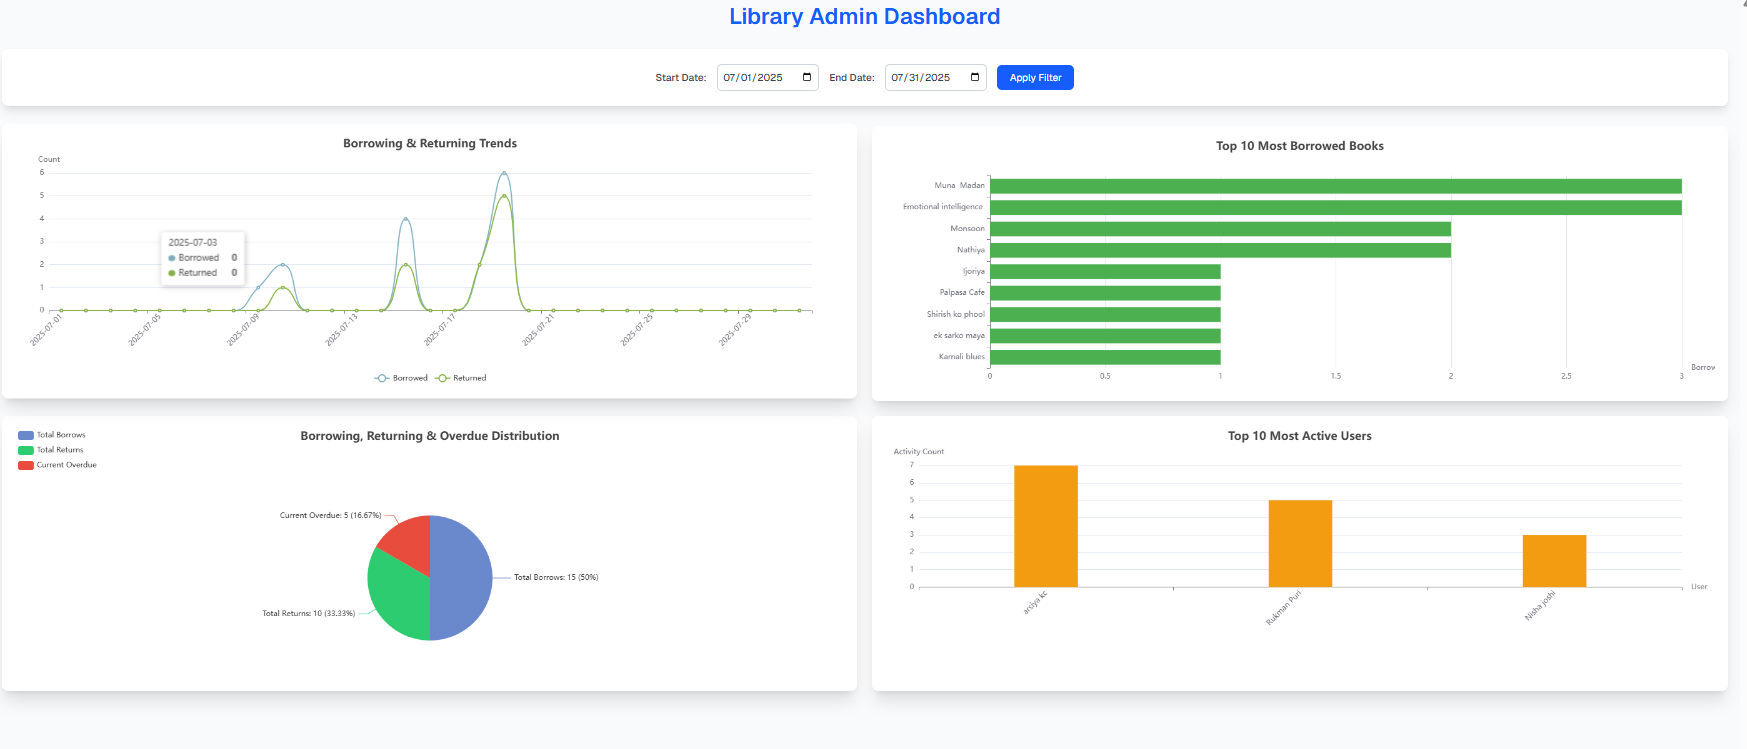 Library Admin Dashboard
Start Date: 07/01/2025 End Date: 07/31/2025 Apply Filter
Borrowing & Returning Trends
Count
6
5
4
3
2
1
0
2025-07-03
Borrowed 0
Returned 0
2025-07-01 2025-07-05 2025-07-09 2025-07-13 2025-07-17 2025-07-21 2025-07-25 2025-07-29
Borrowed Returned
Top 10 Most Borrowed Books
Muna Madan
Emotional intelligence
Monsoon
Nathiya
Ijoriya
Palpasa Cafe
Shirish ko phool
ek sarko maya
Karnali blues
0 0.5 1 1.5 2 2.5 3
Borrow
Total Borrows
Total Returns
Current Overdue
Borrowing, Returning & Overdue Distribution
Current Overdue: 5 (16.67%)
Total Borrows: 15 (50%)
Total Returns: 10 (33.33%)
Top 10 Most Active Users
Activity Count
7
6
5
4
3
2
1
0
User
arsiya kc Rukman Puri Nisha joshi